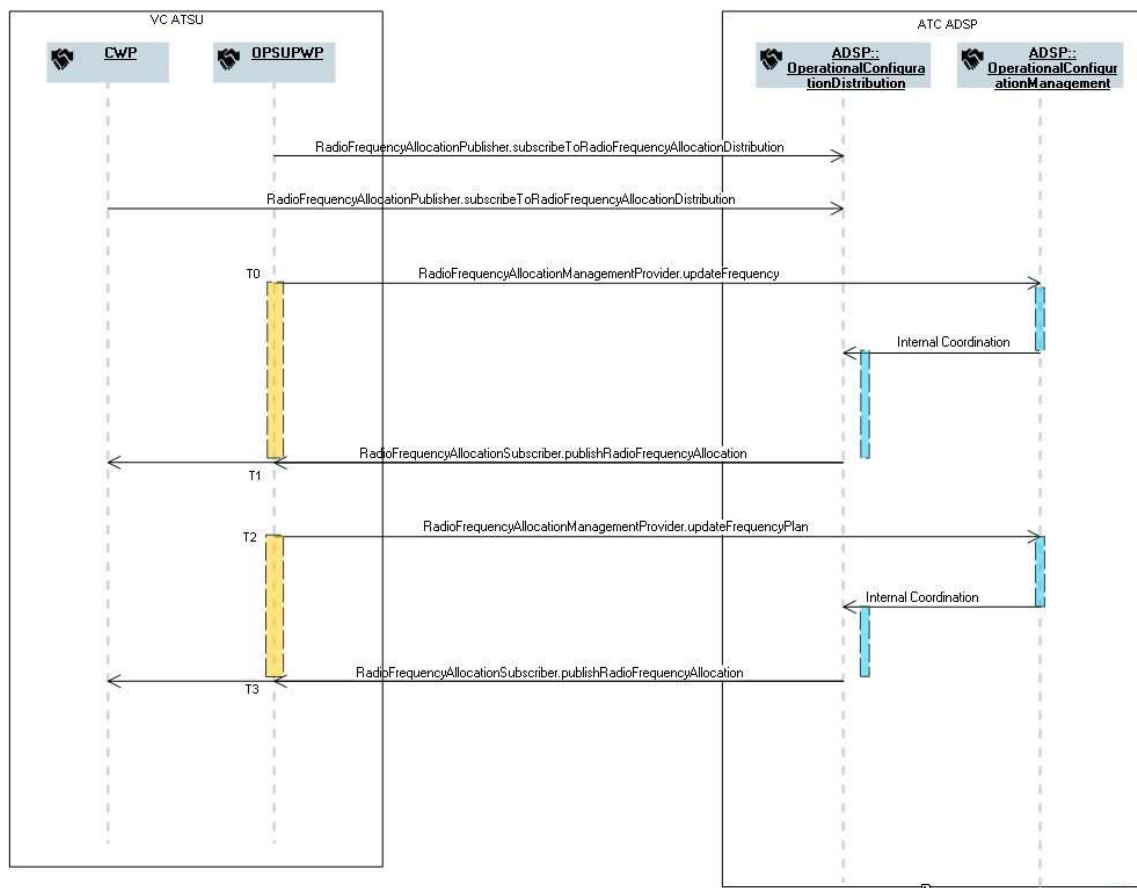 VC ATSU
ATC ADSP
CWP
OPSUPWP
ADSP::
OperationalConfigura
tionDistribution
ADSP::
OperationalConfigur
ationManagement
RadioFrequencyAllocationPublisher.subscribeToRadioFrequencyAllocationDistribution
RadioFrequencyAllocationPublisher.subscribeToRadioFrequencyAllocationDistribution
T0
RadioFrequencyAllocationManagementProvider.updateFrequency
Internal Coordination
RadioFrequencyAllocationSubscriber.publishRadioFrequencyAllocation
T1
RadioFrequencyAllocationManagementProvider.updateFrequencyPlan
T2
Internal Coordination
RadioFrequencyAllocationSubscriber.publishRadioFrequencyAllocation
T3